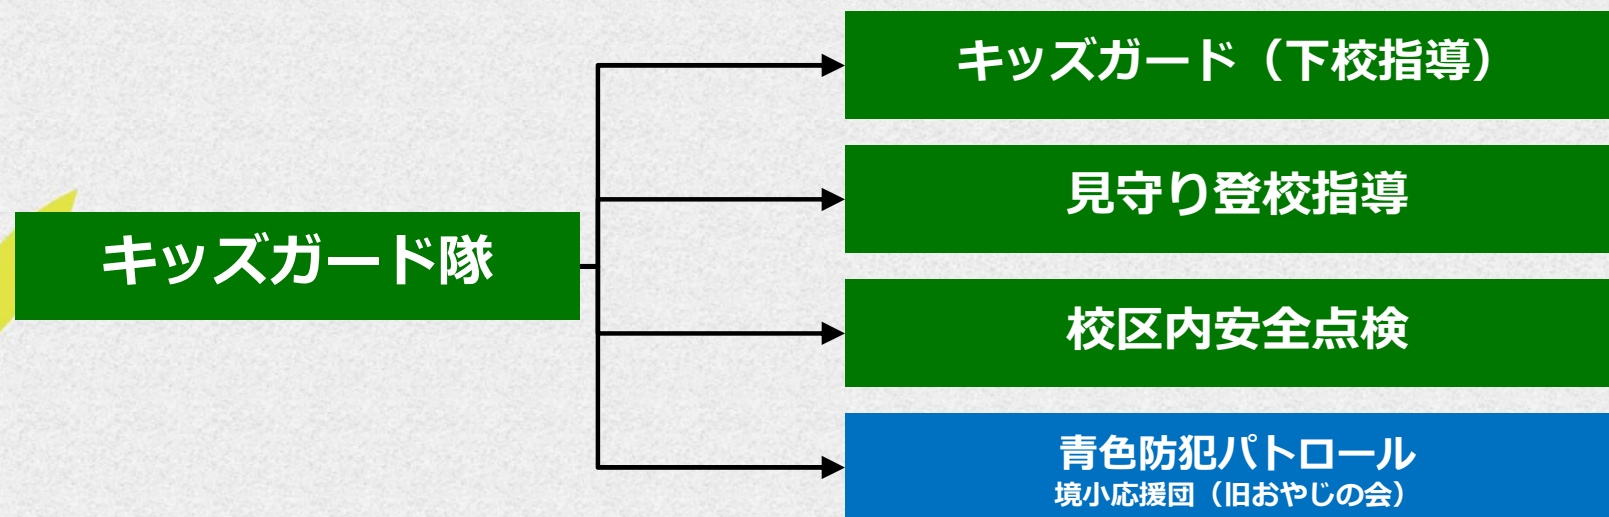 キッズガード（下校指導）
見守り登校指導
キッズガード隊
校区内安全点検
青色防犯パトロール
境小応援団（旧おやじの会）